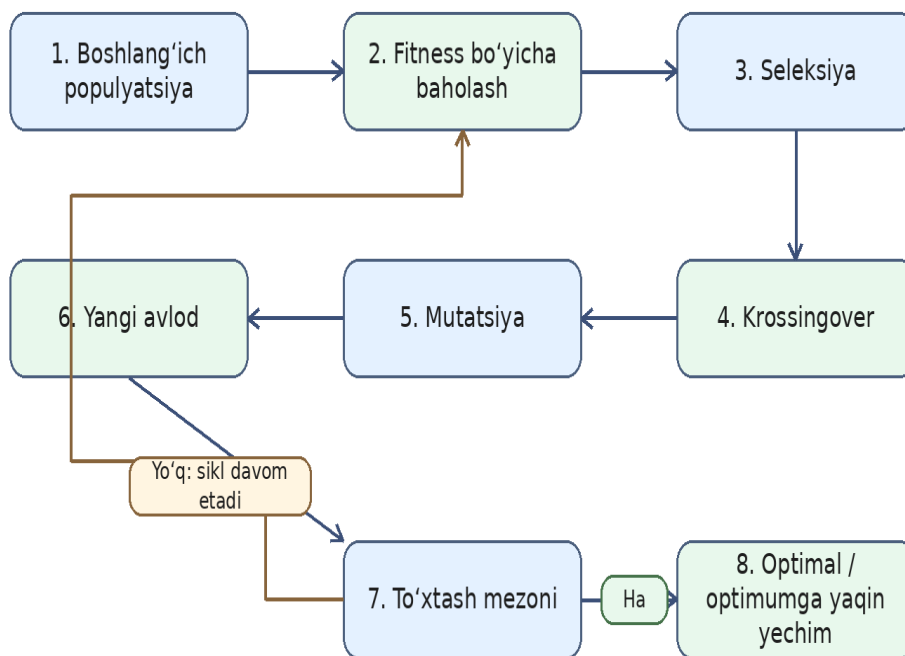 1. Boshlang‘ich
populyatsiya
2. Fitness bo‘yicha
baholash
3. Seleksiya
6. Yangi avlod
5. Mutatsiya
4. Krossingover
Yo‘q: sikl davom
etadi
7. To‘xtash mezoni
Ha
8. Optimal /
optimumga yaqin
yechim